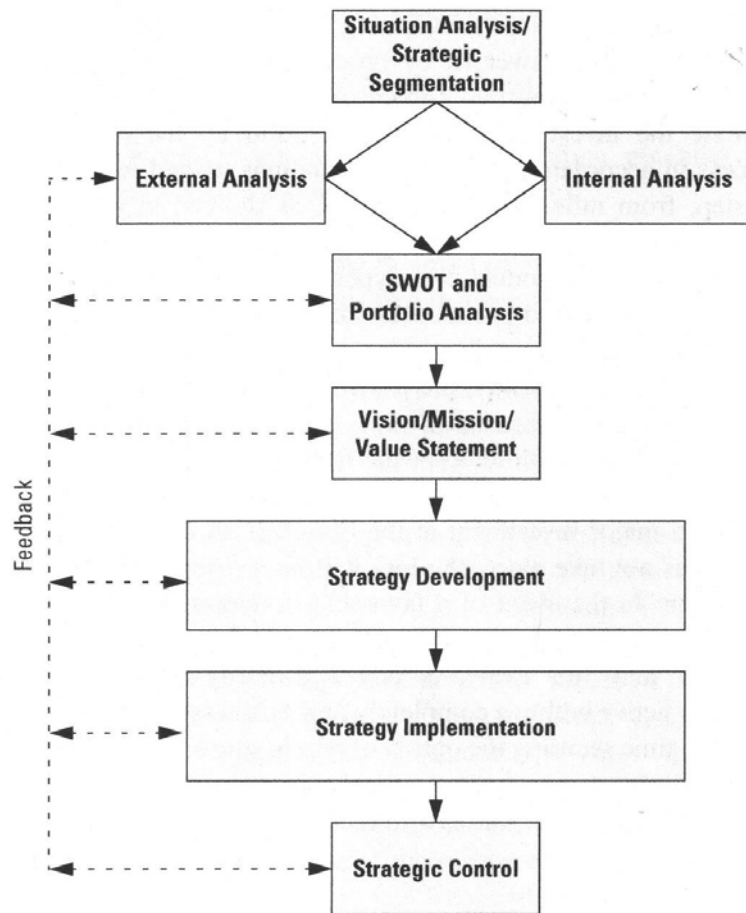 Situation Analysis/
Strategic
Segmentation
External Analysis
Internal Analysis
SWOT and
Portfolio Analysis
Vision/Mission/
Value Statement
Feedback
Strategy Development
Strategy Implementation
Strategic Control